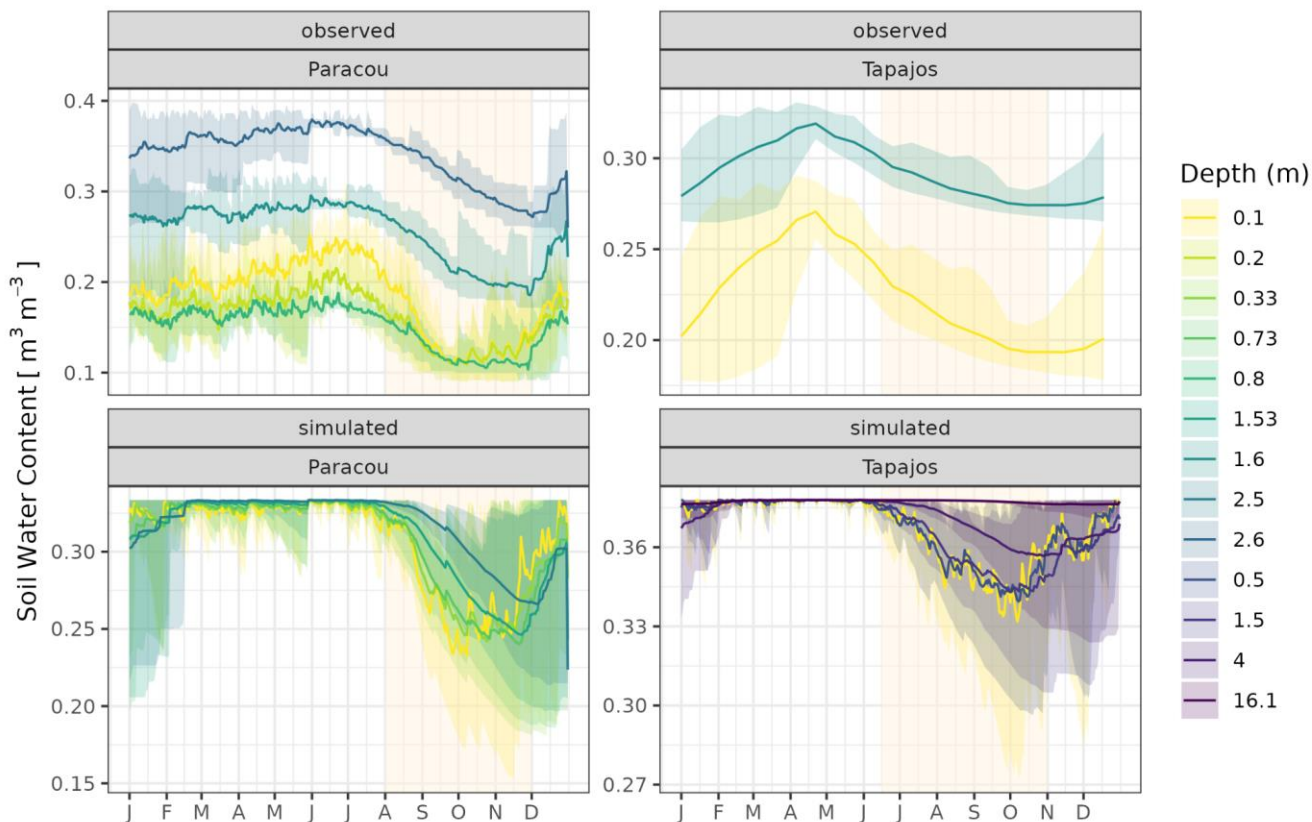 observed
observed
Paracou
Tapajos
0.4
0.3
0.2
0.1
0.30
0.25
0.20
simulated
simulated
Paracou
Tapajos
0.30
0.25
0.20
0.15
0.36
0.33
0.30
0.27
J F M A M J J A S O N D
J F M A M J J A S O N D
Soil Water Content [ m³ m⁻³ ]
Depth (m)
0.1
0.2
0.33
0.73
0.8
1.53
1.6
2.5
2.6
0.5
1.5
4
16.1